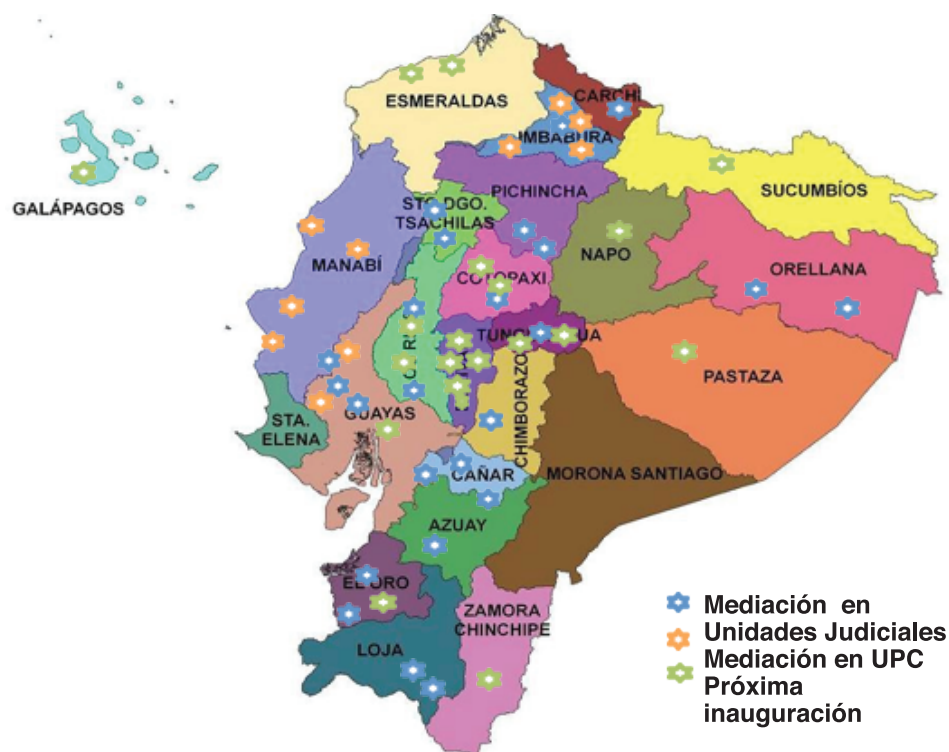 ESMERALDAS
CARCHI
IMBABURA
GALÁPAGOS
PICHINCHA
SUCUMBÍOS
STO. DGO.
TSACHILAS
NAPO
ORELLANA
MANABÍ
COTOPAXI
PASTAZA
CHIMBORAZO
GUAYAS
STA.
ELENA
MORONA SANTIAGO
CAÑAR
AZUAY
EL ORO
ZAMORA
CHINCHIPE
LOJA
Mediación en
Unidades Judiciales
Mediación en UPC
Próxima
inauguración